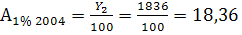 A₁% ₂₀₀₄ = Y₂/100 = 1836/100 = 18,36